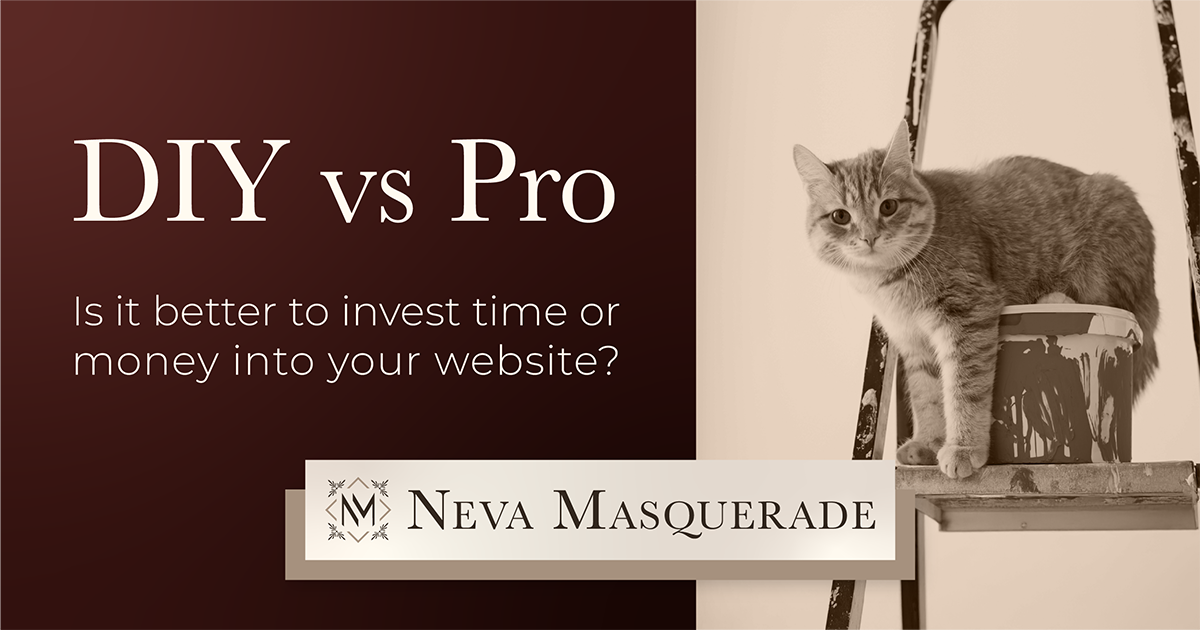 DIY vs Pro
Is it better to invest time or
money into your website?
NM
NEVA MASQUERADE